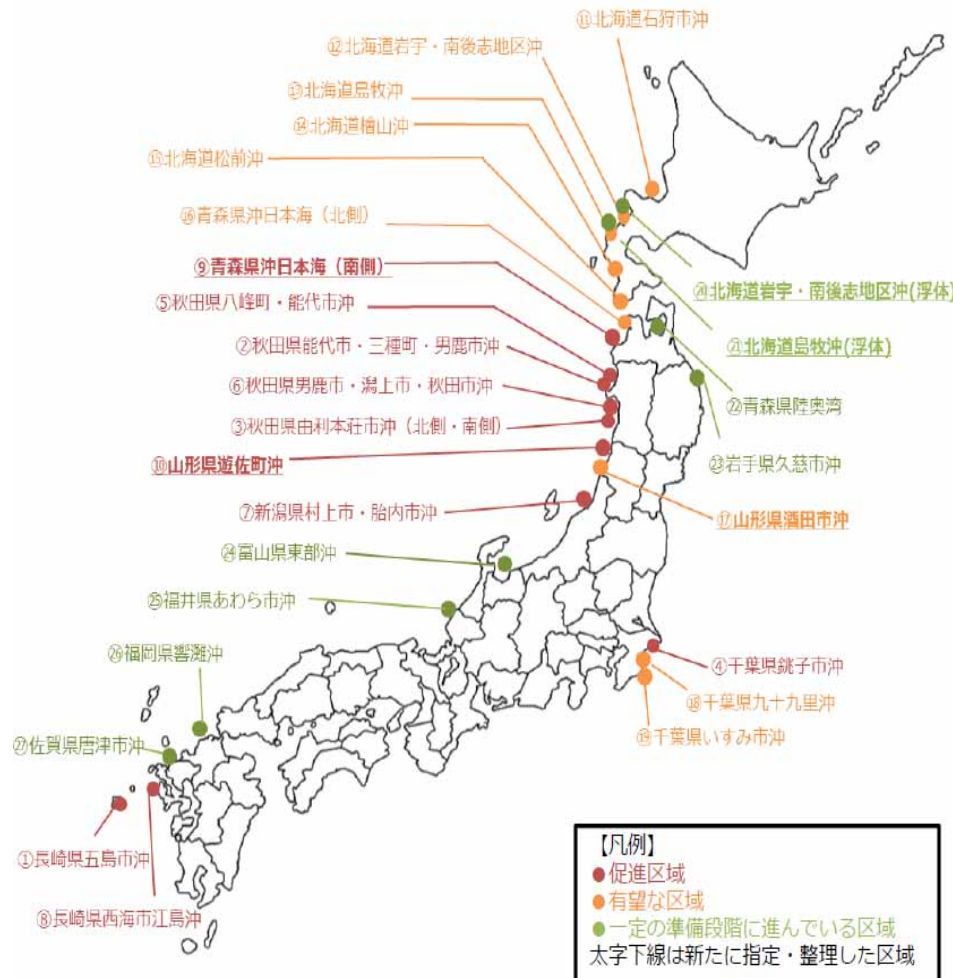 ⑪北海道石狩市沖
⑫北海道岩宇・南後志地区沖
⑬北海道島牧沖
⑭北海道檜山沖
⑮北海道松前沖
⑯青森県沖日本海（北側）
⑨青森県沖日本海（南側）
⑤秋田県八峰町・能代市沖
②秋田県能代市・三種町・男鹿市沖
⑥秋田県男鹿市・潟上市・秋田市沖
③秋田県由利本荘市沖（北側・南側）
⑩山形県遊佐町沖
⑦新潟県村上市・胎内市沖
㉔富山県東部沖
㉕福井県あわら市沖
㉖福岡県響灘沖
㉗佐賀県唐津市沖
①長崎県五島市沖
⑧長崎県西海市江島沖
⑳北海道岩宇・南後志地区沖(浮体)
㉑北海道島牧沖(浮体)
㉒青森県陸奥湾
㉓岩手県久慈市沖
⑰山形県酒田市沖
④千葉県銚子市沖
⑱千葉県九十九里沖
⑲千葉県いすみ市沖
【凡例】
●促進区域
●有望な区域
●一定の準備段階に進んでいる区域
太字下線は新たに指定・整理した区域